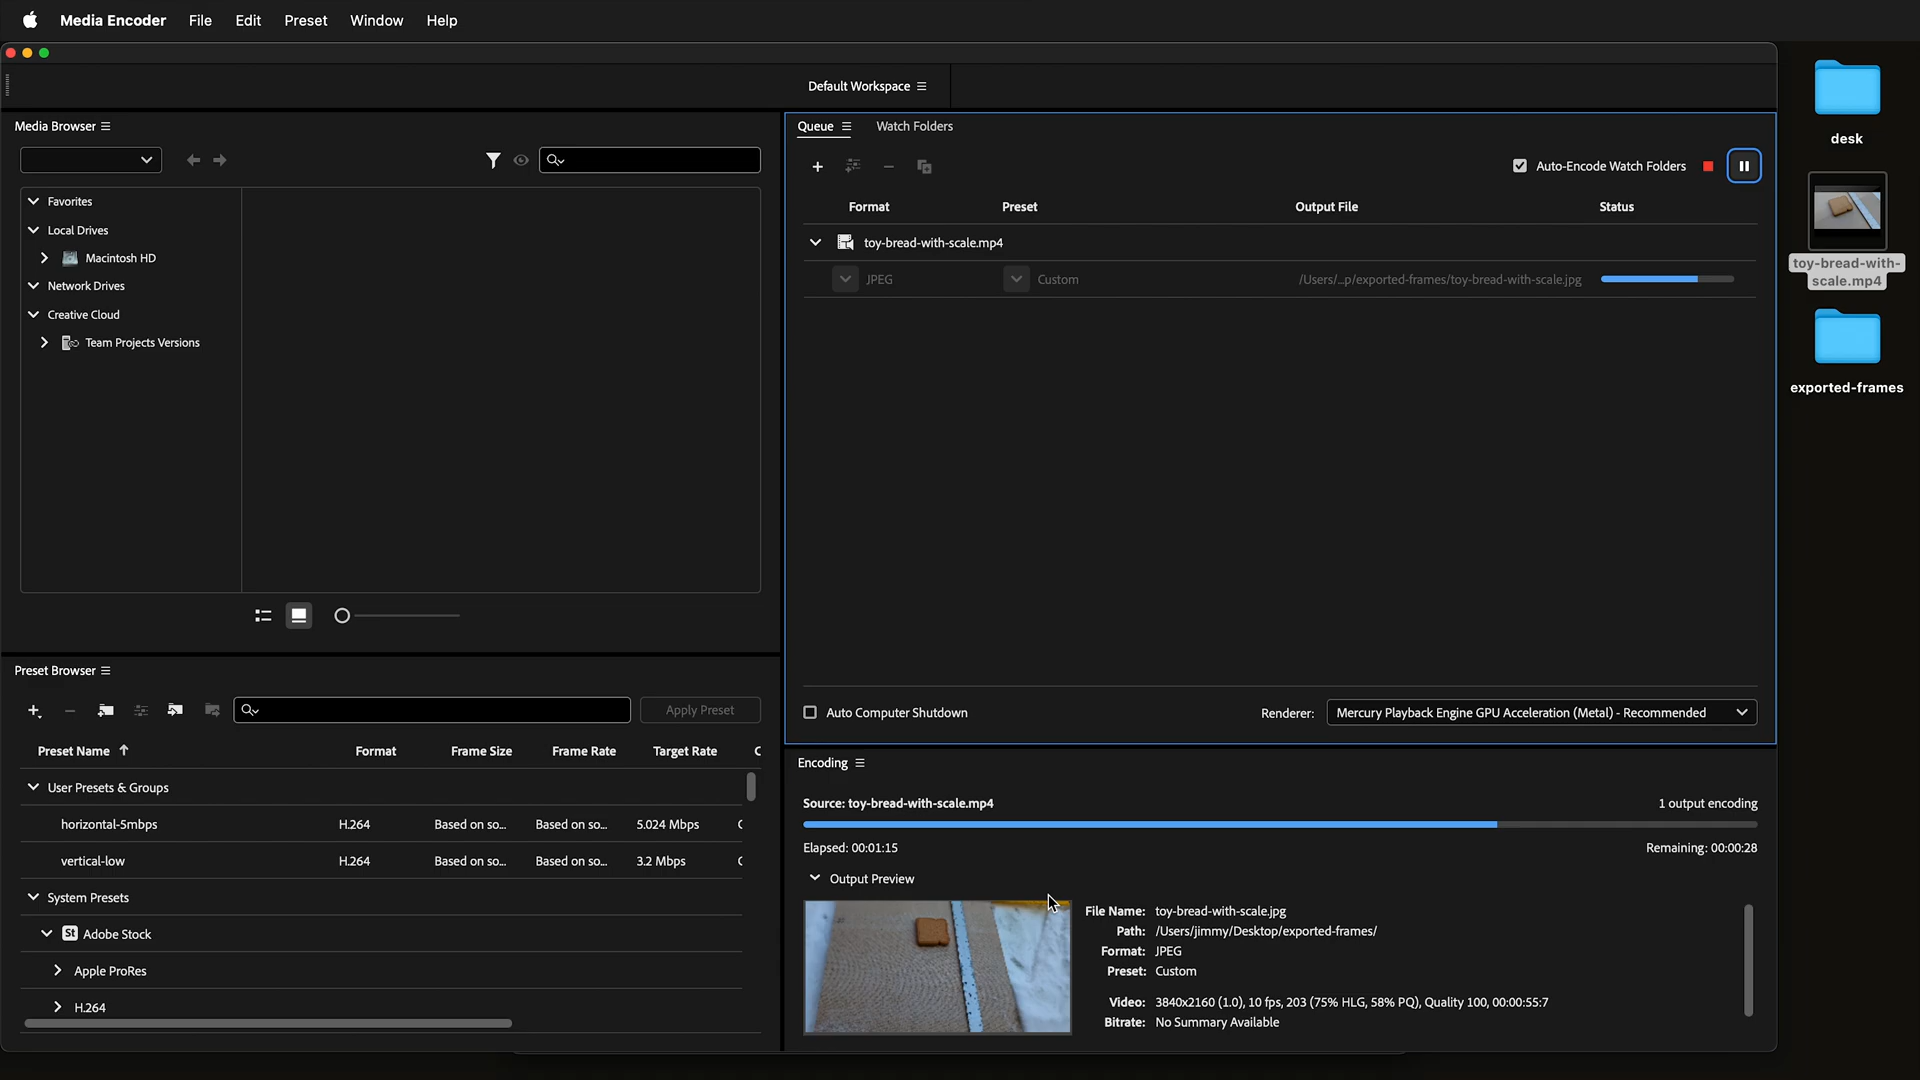 Media Encoder File Edit Preset Window Help
Default Workspace
Media Browser
Favorites
Local Drives
Macintosh HD
Network Drives
Creative Cloud
Team Projects Versions
Queue Watch Folders
Auto-Encode Watch Folders
Format Preset Output File Status
toy-bread-with-scale.mp4
JPEG Custom /Users/...p/exported-frames/toy-bread-with-scale.jpg
Auto Computer Shutdown
Renderer: Mercury Playback Engine GPU Acceleration (Metal) - Recommended
Preset Browser
Apply Preset
Preset Name Format Frame Size Frame Rate Target Rate C
User Presets & Groups
horizontal-5mbps H.264 Based on so... Based on so... 5.024 Mbps
vertical-low H.264 Based on so... Based on so... 3.2 Mbps
System Presets
St Adobe Stock
Apple ProRes
H.264
Encoding
Source: toy-bread-with-scale.mp4 1 output encoding
Elapsed: 00:01:15 Remaining: 00:00:28
Output Preview
File Name: toy-bread-with-scale.jpg
Path: /Users/jimmy/Desktop/exported-frames/
Format: JPEG
Preset: Custom
Video: 3840x2160 (1.0), 10 fps, 203 (75% HLG, 58% PQ), Quality 100, 00:00:55:7
Bitrate: No Summary Available
desk
toy-bread-with-
scale.mp4
exported-frames